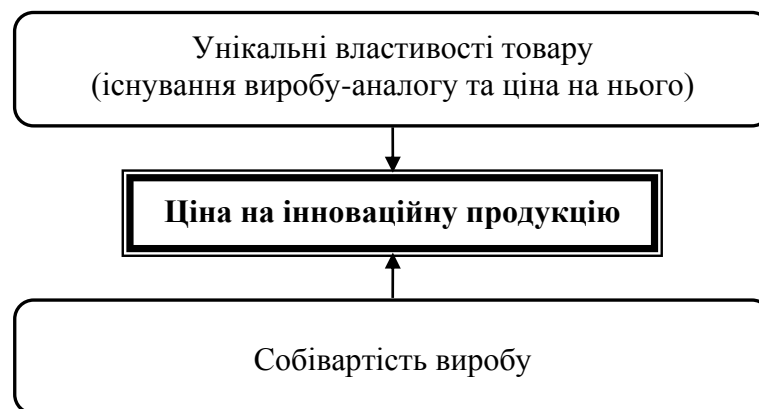 Унікальні властивості товару
(існування виробу-аналогу та ціна на нього)
Ціна на інноваційну продукцію
Собівартість виробу